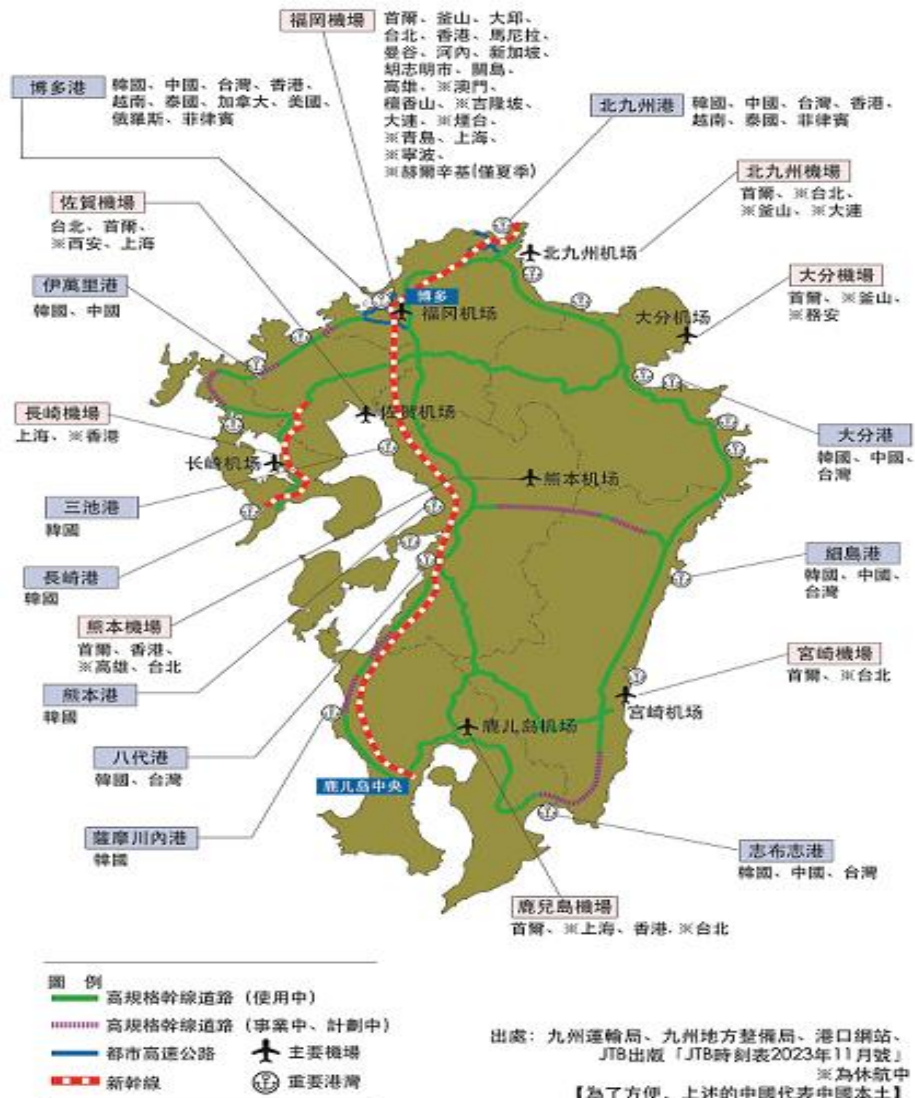 福岡機場
首爾、釜山、大邱、
台北、香港、馬尼拉、
曼谷、河內、新加坡、
胡志明市、關島、
高雄、※澳門、
檀香山、※吉隆坡、
大連、※煙台、
※青島、上海、
※寧波、
※赫爾辛基(僅夏季)
博多港
韓國、中國、台灣、香港、
越南、泰國、加拿大、美國、
俄羅斯、菲律賓
北九州港
韓國、中國、台灣、香港、
越南、泰國、菲律賓
北九州機場
首爾、※台北、
※釜山、※大連
佐賀機場
台北、首爾、
※西安、上海
伊萬里港
韓國、中國
大分機場
首爾、※釜山、
※務安
北九州机场
博多
福冈机场
大分机场
長崎機場
上海、※香港
佐贺机场
长崎机场
熊本机场
大分港
韓國、中國、
台灣
三池港
韓國
長崎港
韓國
細島港
韓國、中國、
台灣
熊本機場
首爾、香港、
※高雄、台北
宮崎機場
首爾、※台北
熊本港
韓國
宮崎机场
鹿儿岛机场
八代港
韓國、台灣
鹿儿岛中央
薩摩川內港
韓國
志布志港
韓國、中國、台灣
鹿兒島機場
首爾、※上海、香港、※台北
圖 例
高規格幹線道路（使用中）
高規格幹線道路（事業中、計劃中）
都市高速公路
主要機場
新幹線
重要港灣
出處：九州運輸局、九州地方整備局、港口網站、
JTB出版「JTB時刻表2023年11月號」
※為休航中
【為了方便，上述的中國代表中國本土】